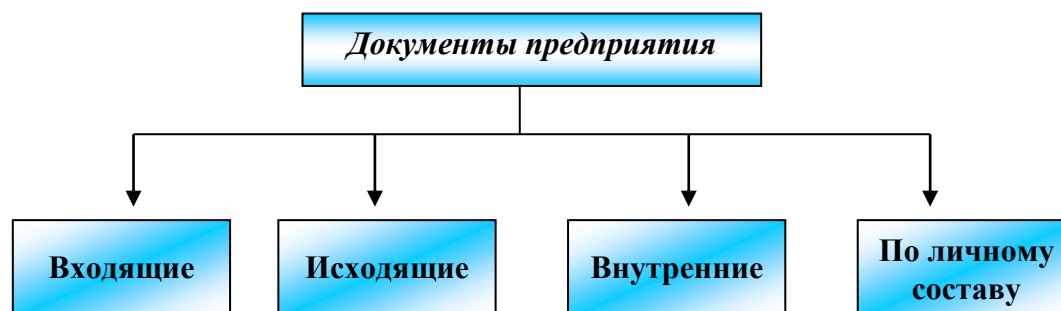 Документы предприятия
Входящие
Исходящие
Внутренние
По личному
составу